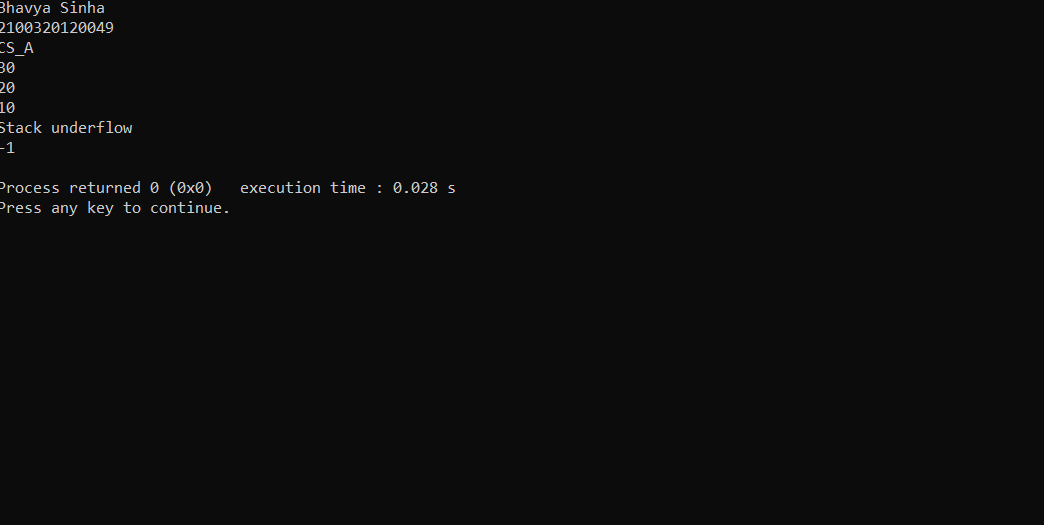 Bhavya Sinha
2100320120049
CS_A
30
20
10
Stack underflow
-1
Process returned 0 (0x0)   execution time : 0.028 s
Press any key to continue.